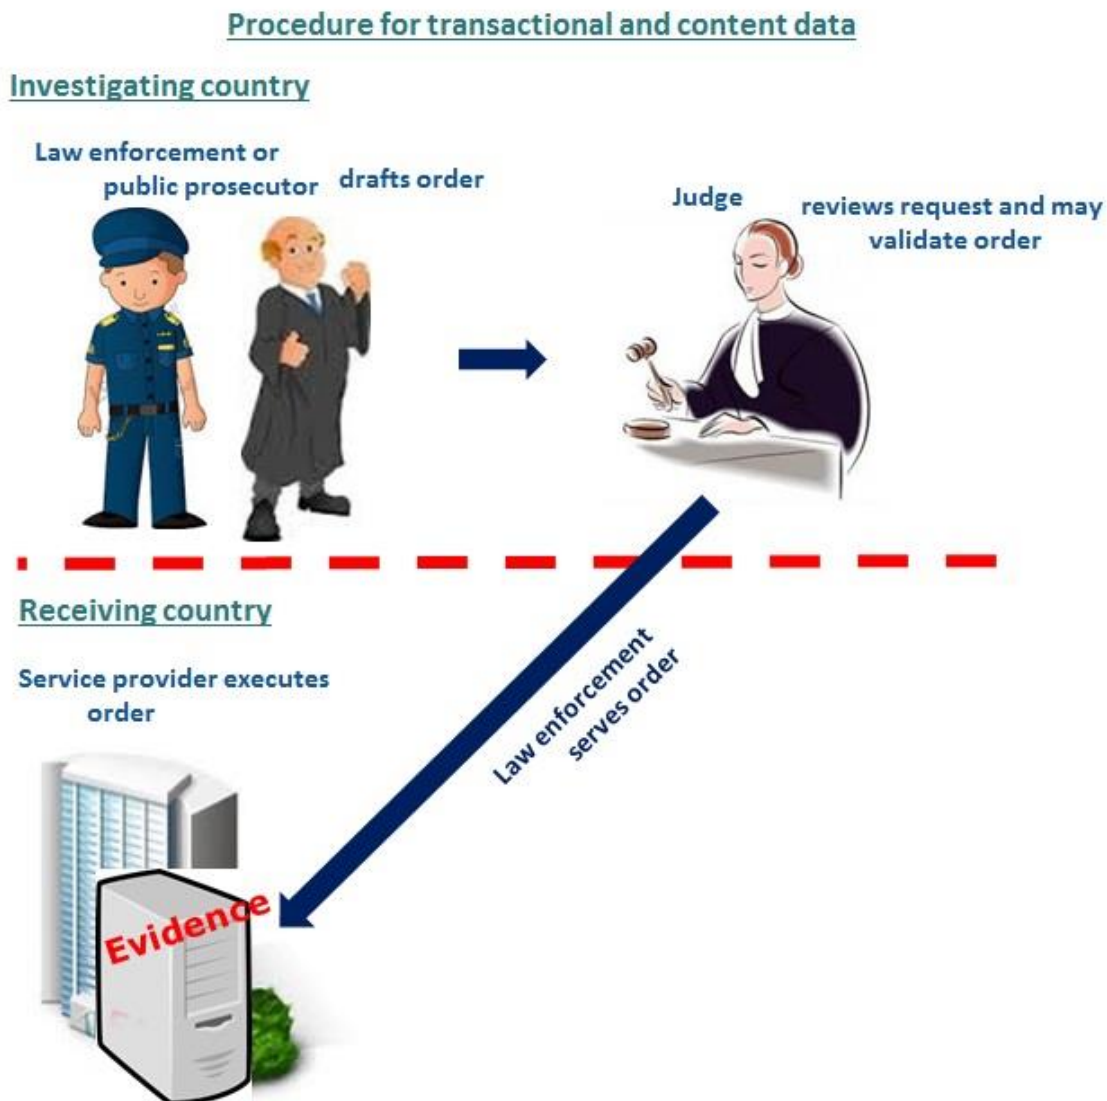 Procedure for transactional and content data
Investigating country
Law enforcement or
public prosecutor
drafts order
Judge
reviews request and may
validate order
Receiving country
Service provider executes
order
Law enforcement
serves order
Evidence